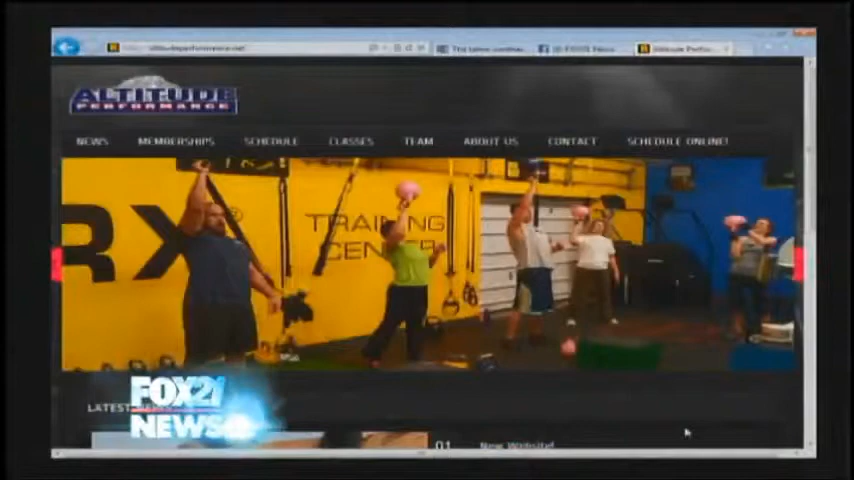 ALTITUDE
PERFORMANCE
NEWS MEMBERSHIPS SCHEDULE CLASSES TEAM ABOUT US CONTACT SCHEDULE ONLINE!
RX®
TRAINING
CENTER
FOX21
NEWS
LATEST
01 New Website!